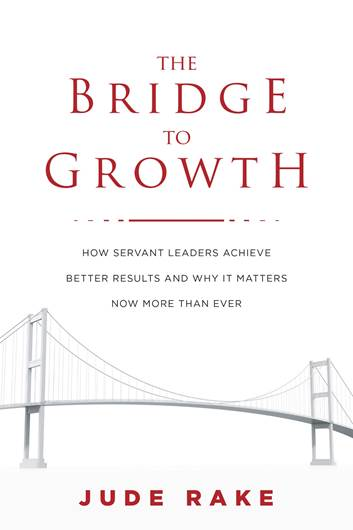 THE
BRIDGE
TO
GROWTH
HOW SERVANT LEADERS ACHIEVE
BETTER RESULTS AND WHY IT MATTERS
NOW MORE THAN EVER
JUDE RAKE